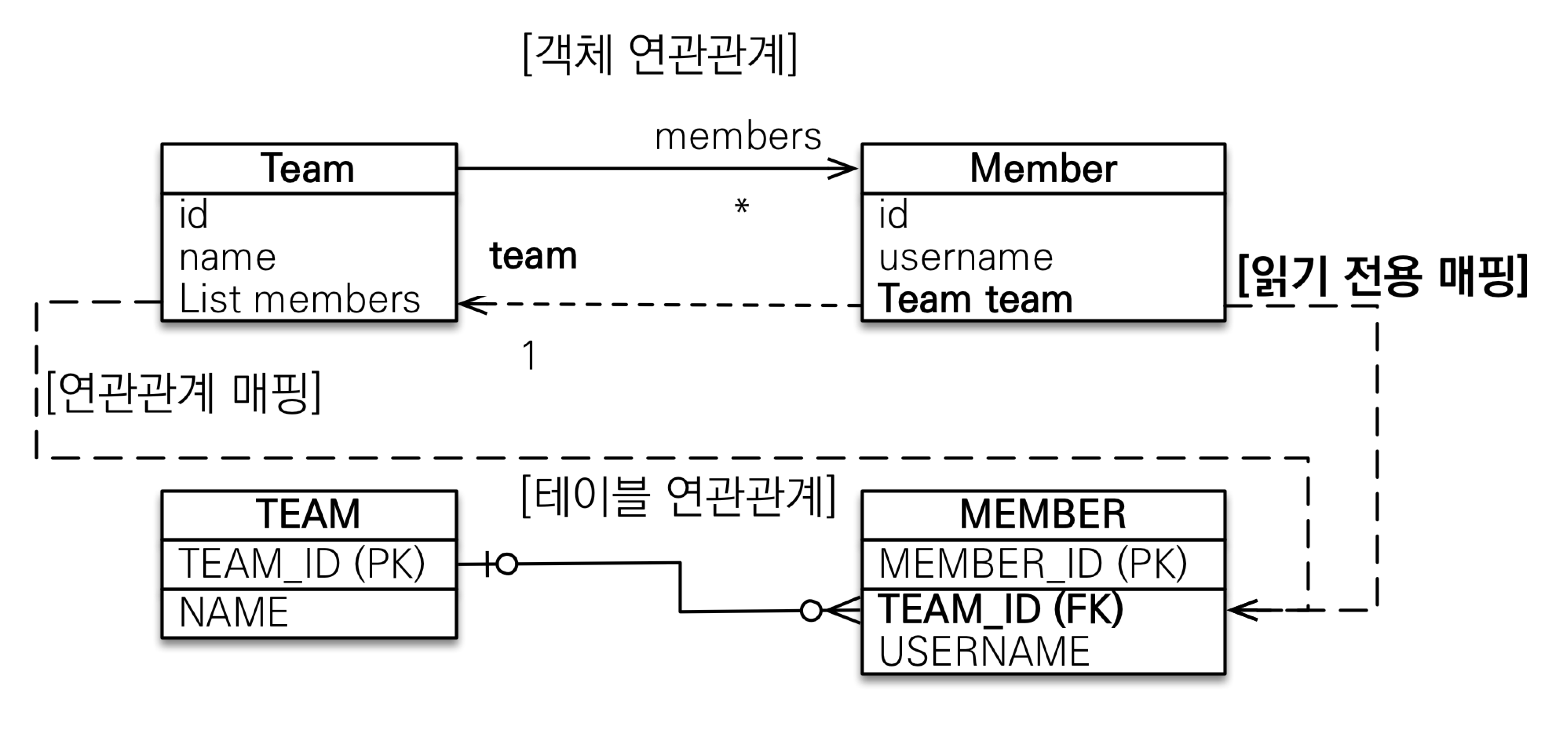 [객체 연관관계]
members
Team
Member
id
name
List members
*
team
1
id
username
Team team
[읽기 전용 매핑]
[연관관계 매핑]
[테이블 연관관계]
TEAM
TEAM_ID (PK)
NAME
MEMBER
MEMBER_ID (PK)
TEAM_ID (FK)
USERNAME